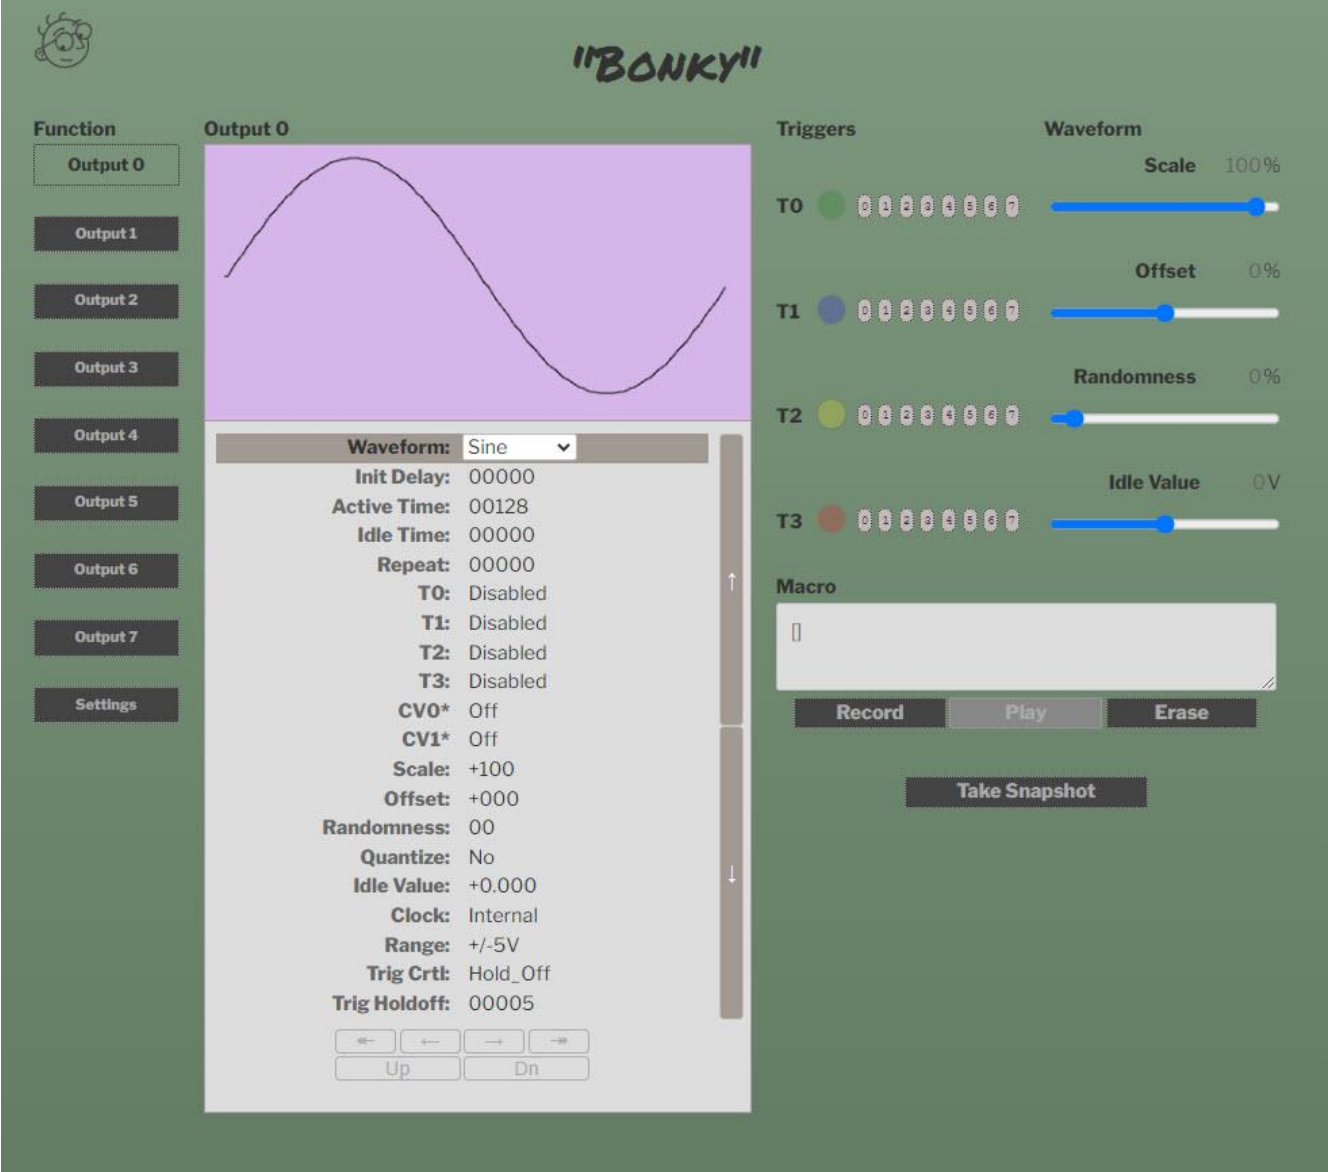 "Bonky"
Function
Output 0
Output 1
Output 2
Output 3
Output 4
Output 5
Output 6
Output 7
Settings
Output 0
Waveform: Sine
Init Delay: 00000
Active Time: 00128
Idle Time: 00000
Repeat: 00000
T0: Disabled
T1: Disabled
T2: Disabled
T3: Disabled
CV0* Off
CV1* Off
Scale: +100
Offset: +000
Randomness: 00
Quantize: No
Idle Value: +0.000
Clock: Internal
Range: +/-5V
Trig Crtl: Hold_Off
Trig Holdoff: 00005
↑
↓
↞ ← → ↠
Up Dn
Triggers
T0 0 1 2 3 4 5 6 7
T1 0 1 2 3 4 5 6 7
T2 0 1 2 3 4 5 6 7
T3 0 1 2 3 4 5 6 7
Waveform
Scale 100%
Offset 0%
Randomness 0%
Idle Value 0V
Macro
[]
Record Play Erase
Take Snapshot